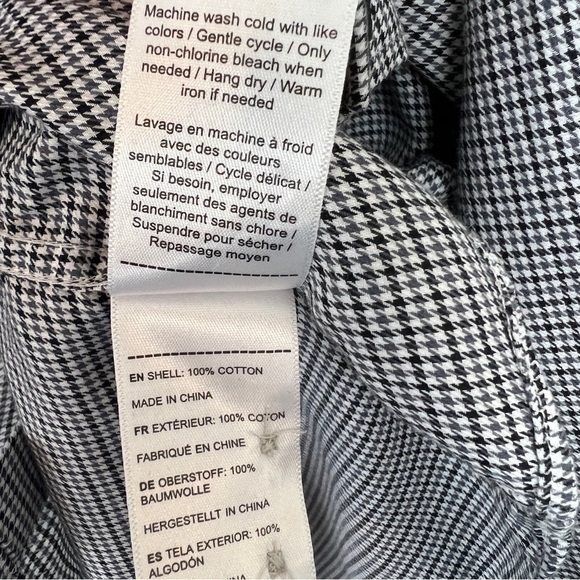 Machine wash cold with like
colors / Gentle cycle / Only
non-chlorine bleach when
needed / Hang dry / Warm
iron if needed
Lavage en machine à froid
avec des couleurs
semblables / Cycle délicat /
Si besoin, employer
seulement des agents de
blanchiment sans chlore /
Suspendre pour sécher /
Repassage moyen
EN SHELL: 100% COTTON
MADE IN CHINA
FR EXTÉRIEUR: 100% COTON
FABRIQUÉ EN CHINE
DE OBERSTOFF: 100%
BAUMWOLLE
HERGESTELLT IN CHINA
ES TELA EXTERIOR: 100%
ALGODÓN